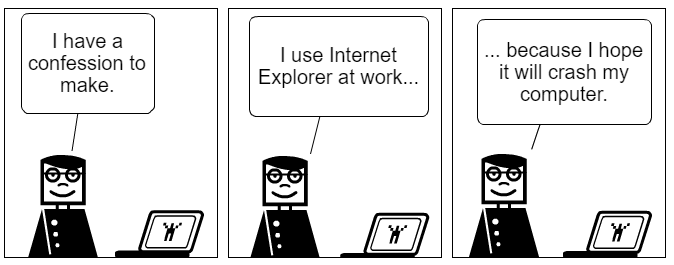 I have a
confession to
make.
I use Internet
Explorer at work...
... because I hope
it will crash my
computer.